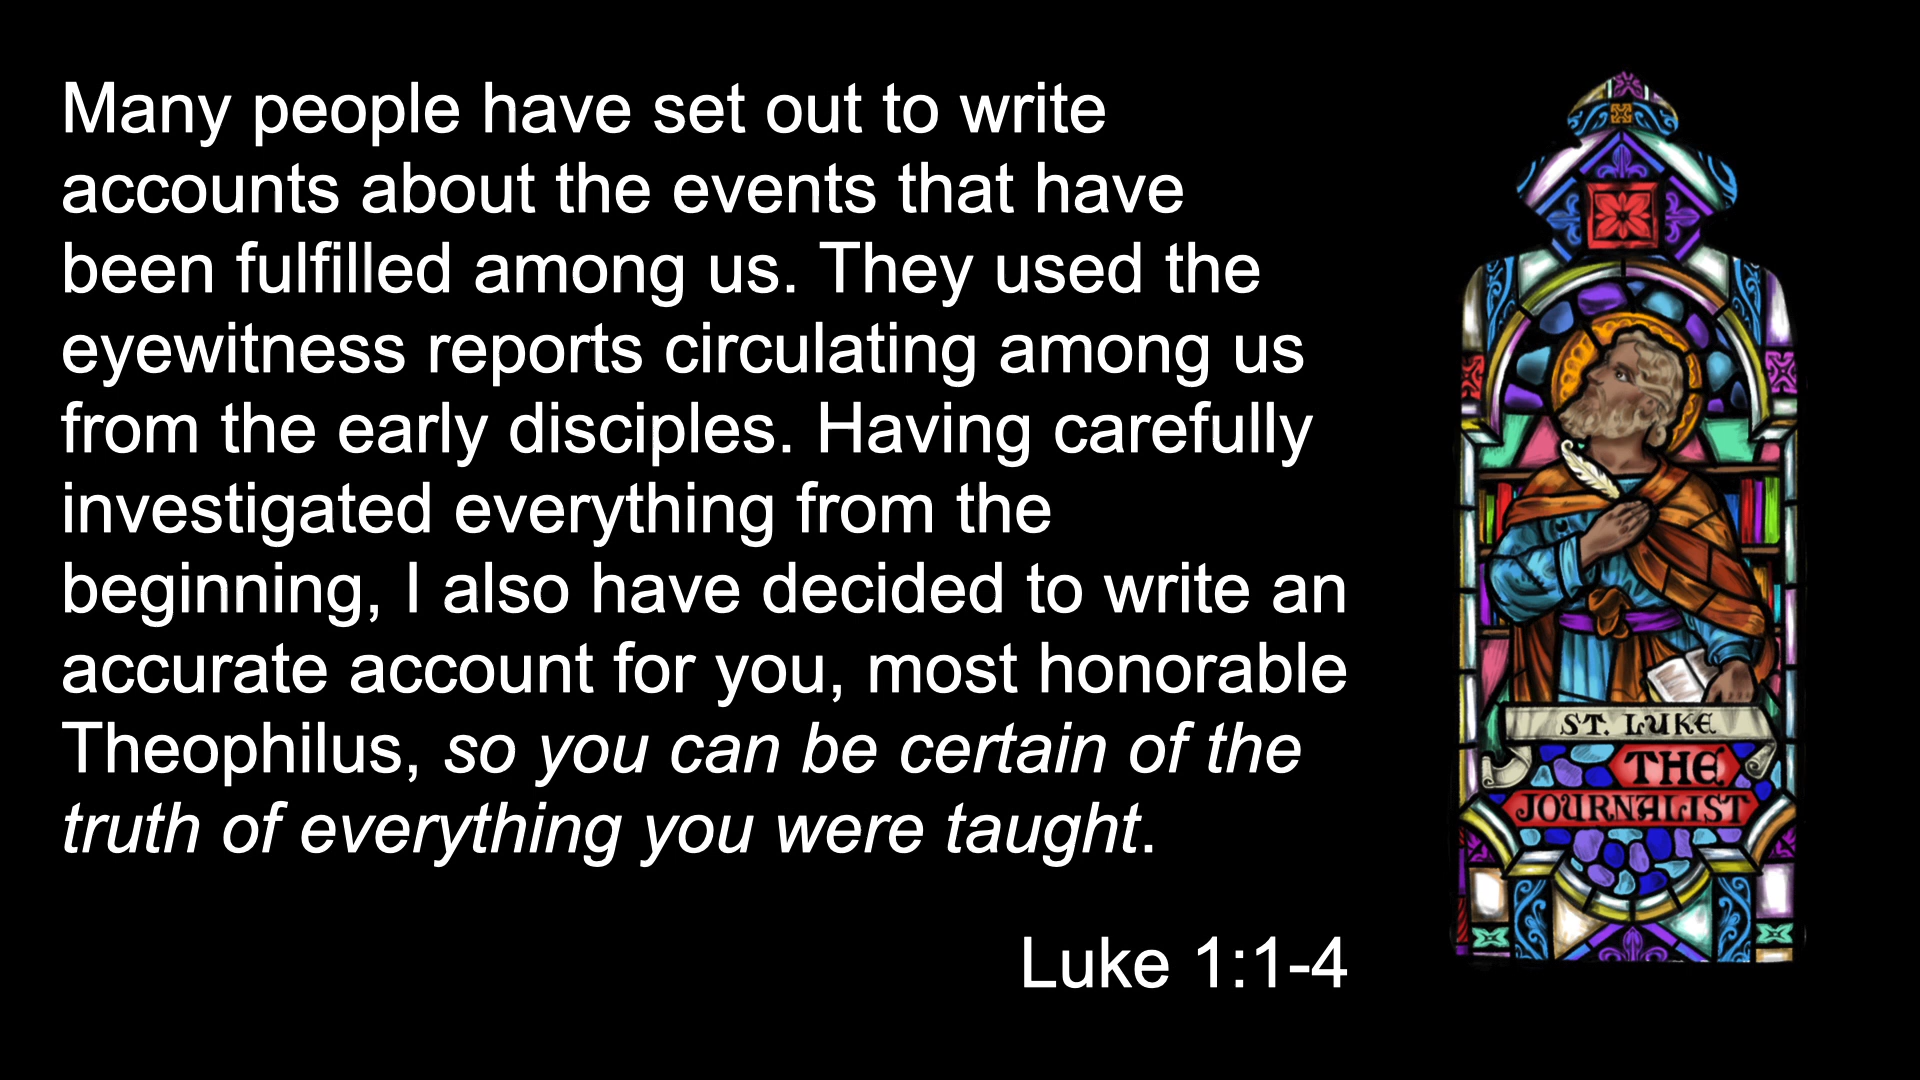 Many people have set out to write
accounts about the events that have
been fulfilled among us. They used the
eyewitness reports circulating among us
from the early disciples. Having carefully
investigated everything from the
beginning, I also have decided to write an
accurate account for you, most honorable
Theophilus, so you can be certain of the
truth of everything you were taught.
Luke 1:1-4
ST. LUKE
THE
JOURNALIST